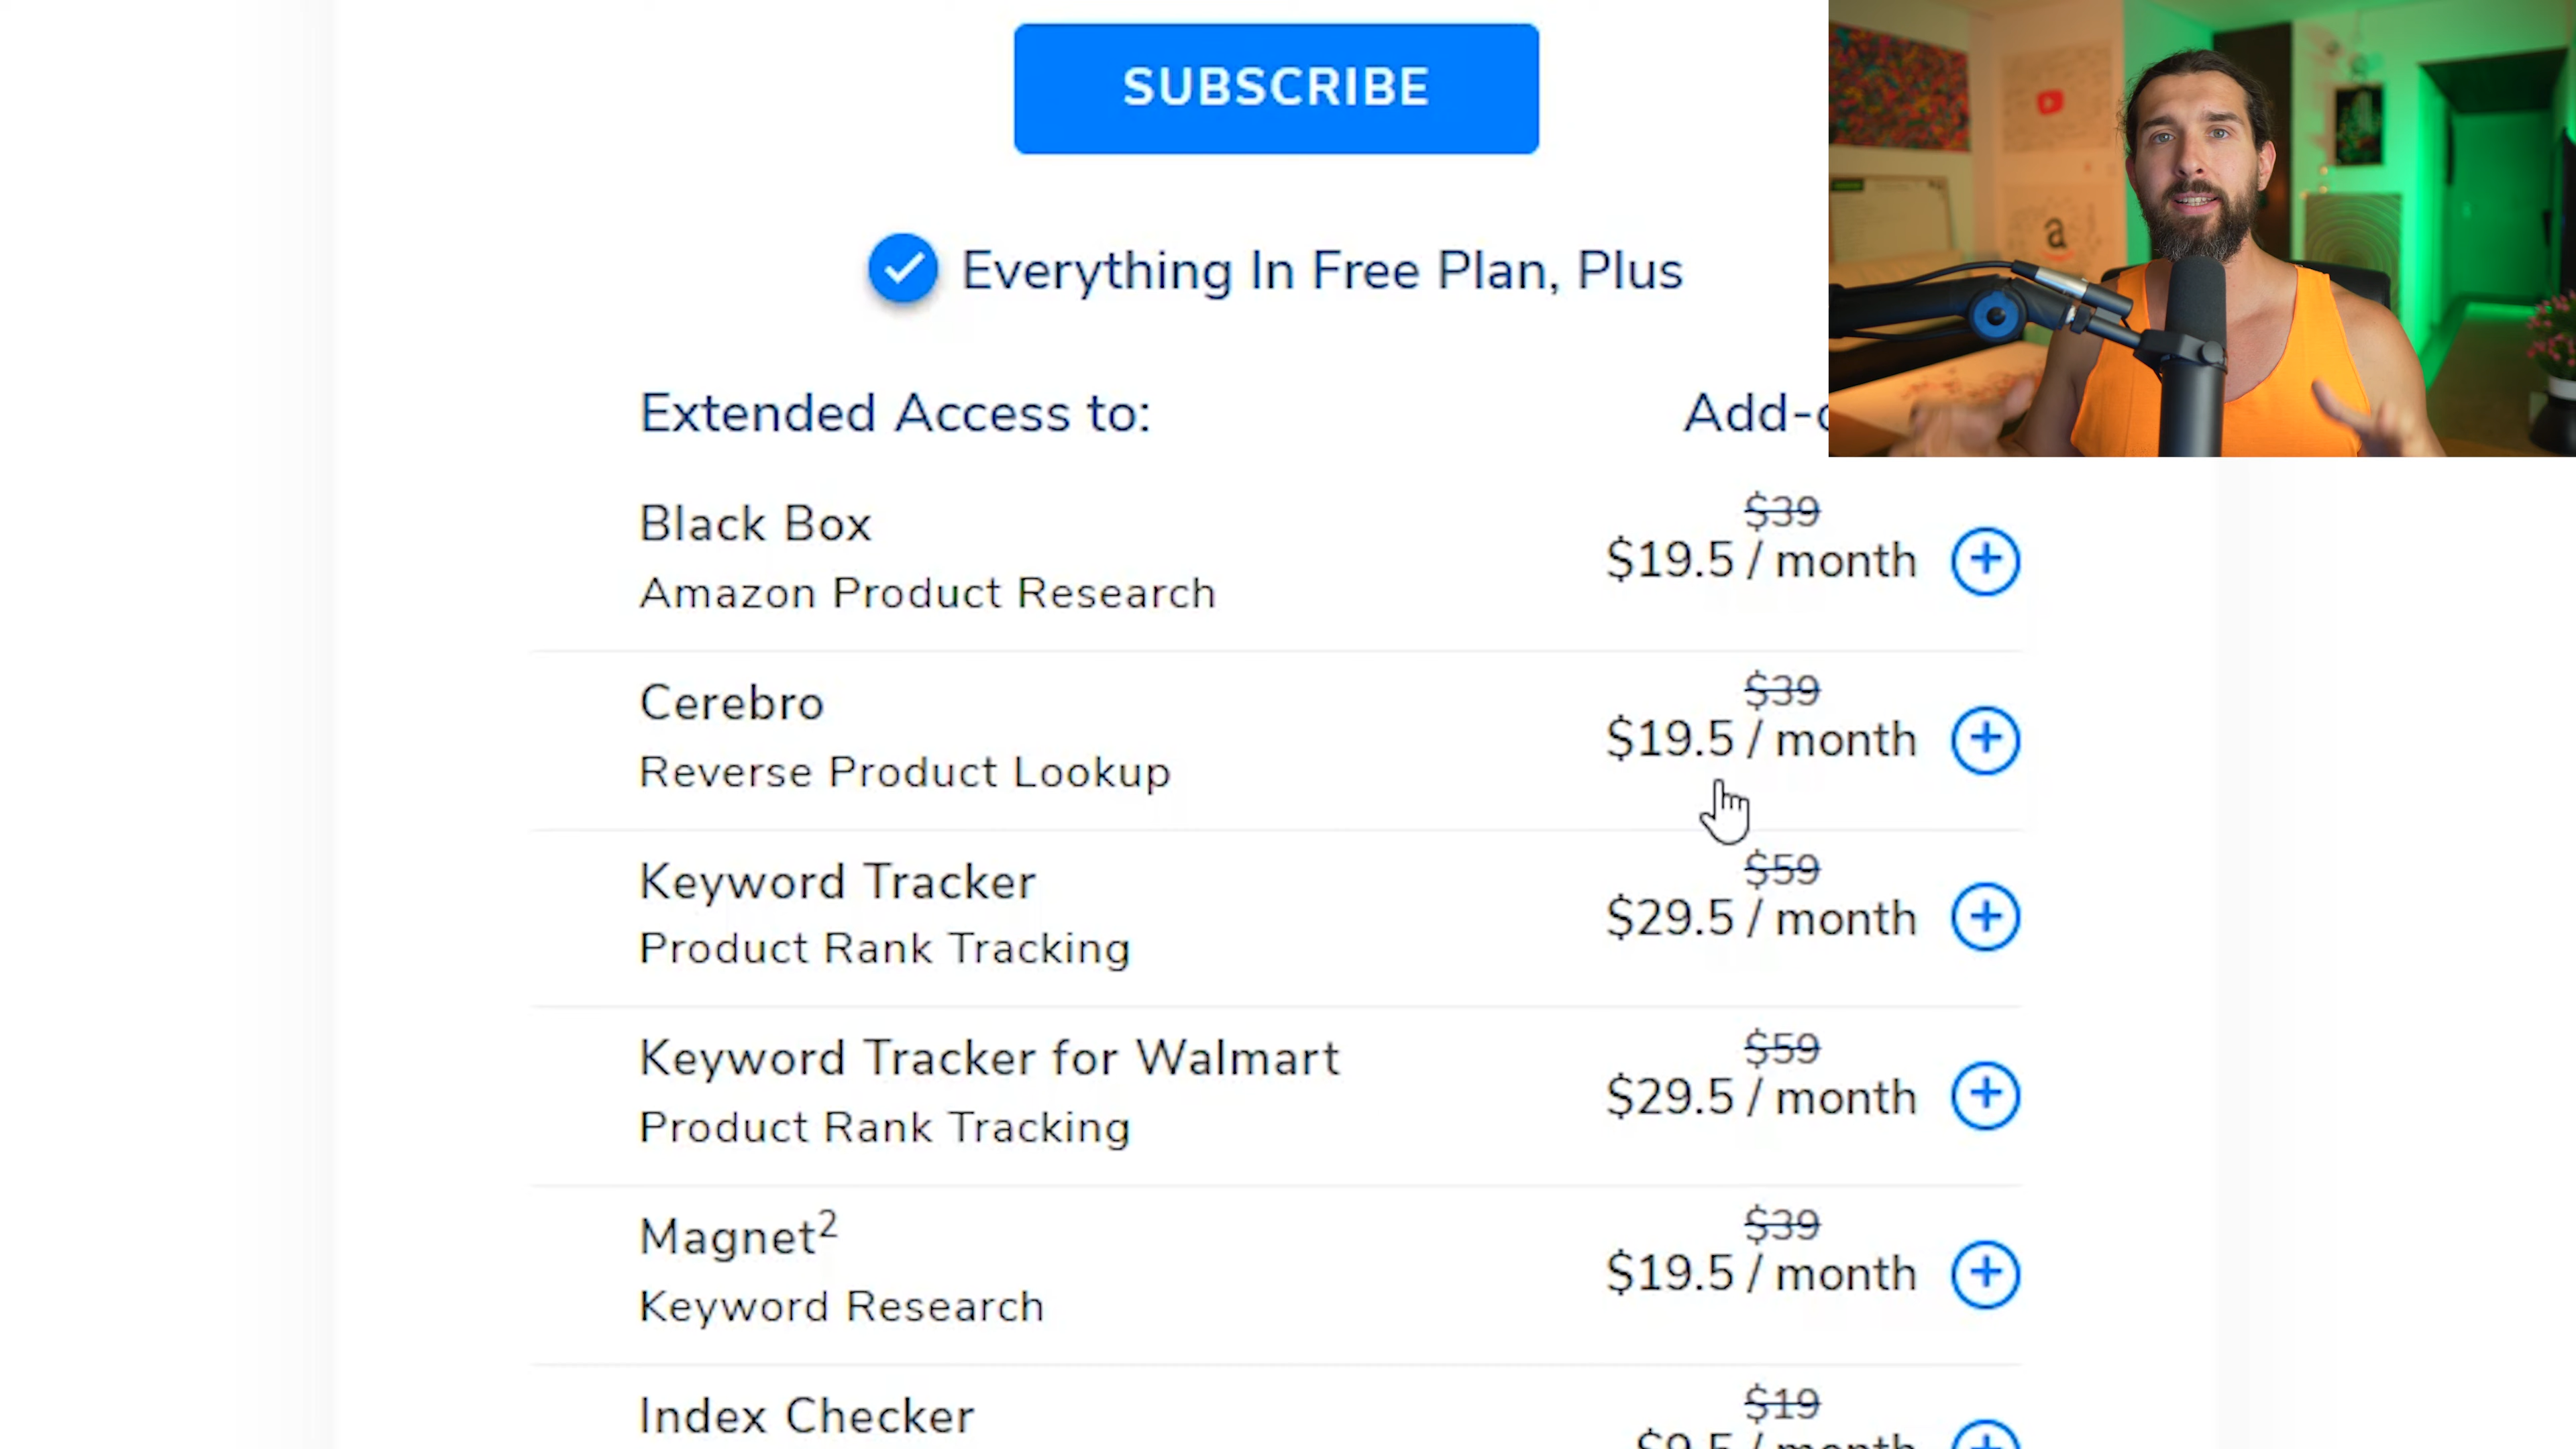 SUBSCRIBE
Everything In Free Plan, Plus
Extended Access to:
Black Box
$39
$19.5 / month
Amazon Product Research
Cerebro
$39
$19.5 / month
Reverse Product Lookup
Keyword Tracker
$59
$29.5 / month
Product Rank Tracking
Keyword Tracker for Walmart
$59
$29.5 / month
Product Rank Tracking
Magnet²
$39
$19.5 / month
Keyword Research
Index Checker
$19
a